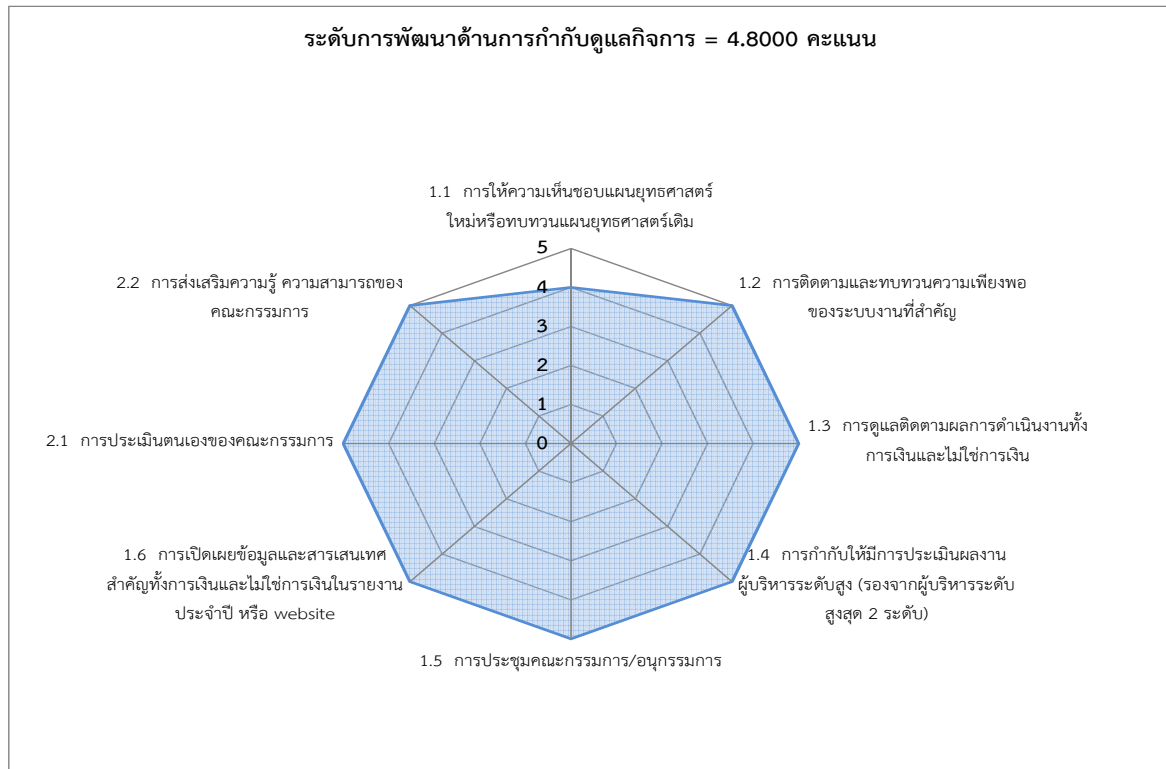 ระดับการพัฒนาด้านการกำกับดูแลกิจการ = 4.8000 คะแนน
1.1 การให้ความเห็นชอบแผนยุทธศาสตร์
ใหม่หรือทบทวนแผนยุทธศาสตร์เดิม
1.2 การติดตามและทบทวนความเพียงพอ
ของระบบงานที่สำคัญ
1.3 การดูแลติดตามผลการดำเนินงานทั้ง
การเงินและไม่ใช่การเงิน
1.4 การกำกับให้มีการประเมินผลงาน
ผู้บริหารระดับสูง (รองจากผู้บริหารระดับ
สูงสุด 2 ระดับ)
1.5 การประชุมคณะกรรมการ/อนุกรรมการ
1.6 การเปิดเผยข้อมูลและสารเสนเทศ
สำคัญทั้งการเงินและไม่ใช่การเงินในรายงาน
ประจำปี หรือ website
2.1 การประเมินตนเองของคณะกรรมการ
2.2 การส่งเสริมความรู้ ความสามารถของ
คณะกรรมการ
5
4
3
2
1
0